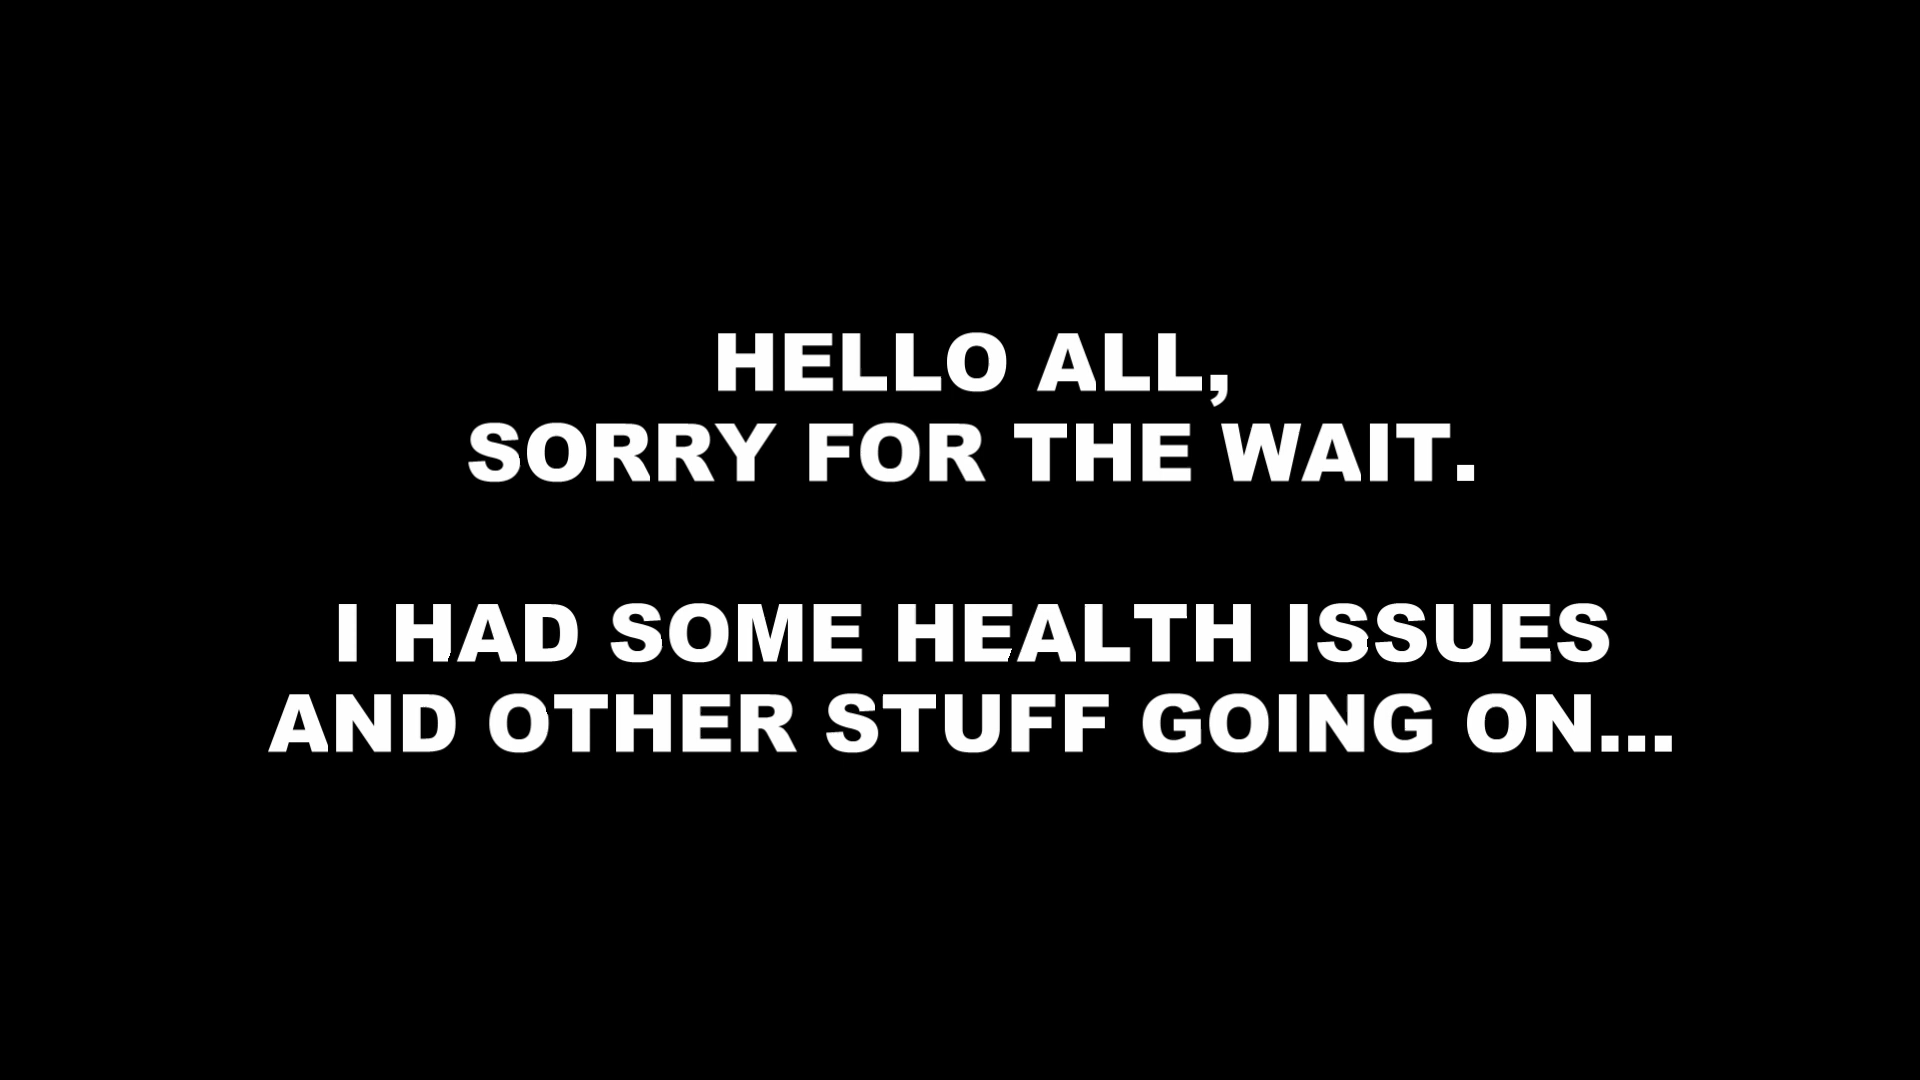 HELLO ALL,
SORRY FOR THE WAIT.
I HAD SOME HEALTH ISSUES
AND OTHER STUFF GOING ON...